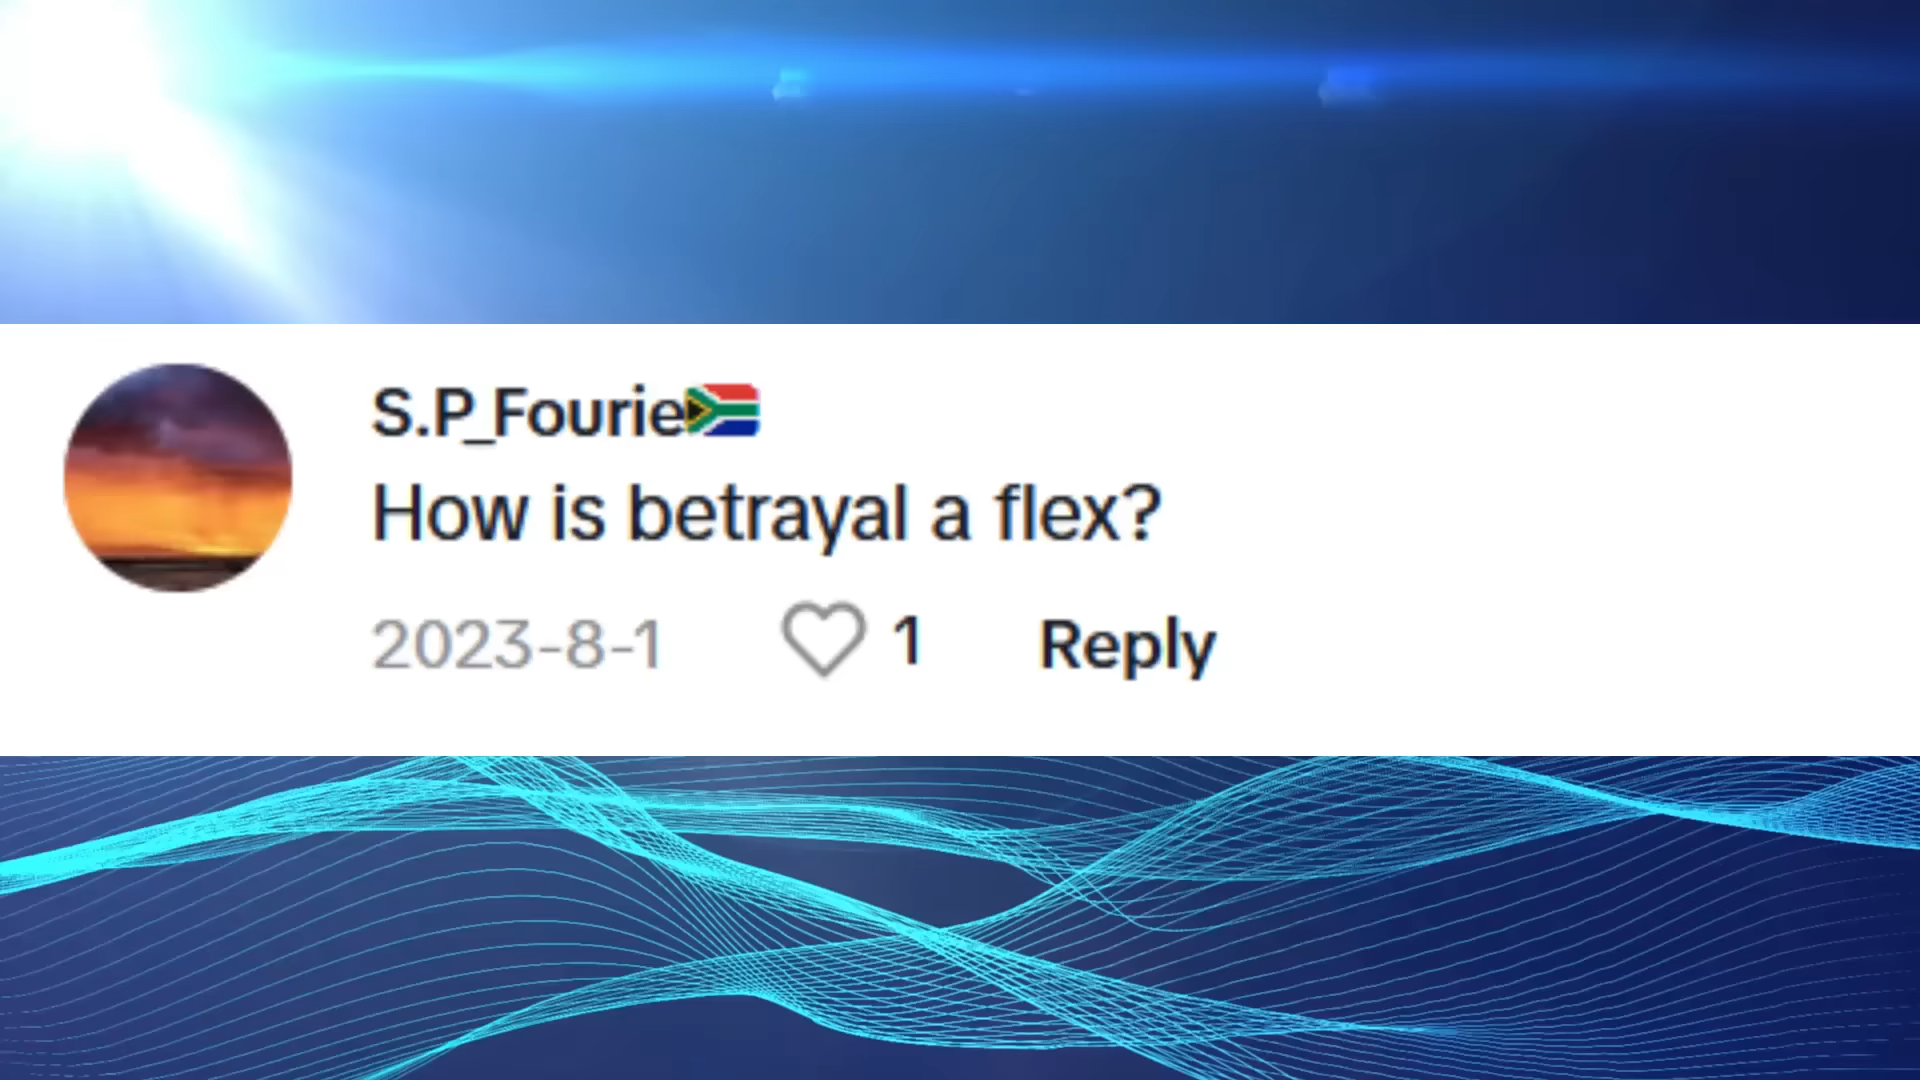 S.P_Fourie🇿🇦
How is betrayal a flex?
2023-8-1 1 Reply